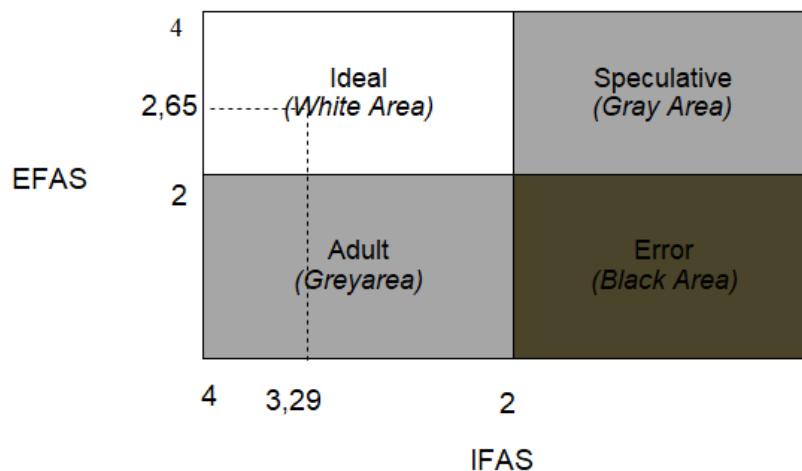 4
Ideal
(White Area)
Speculative
(Gray Area)
2,65
EFAS
2
Adult
(Greyarea)
Error
(Black Area)
4
3,29
2
IFAS